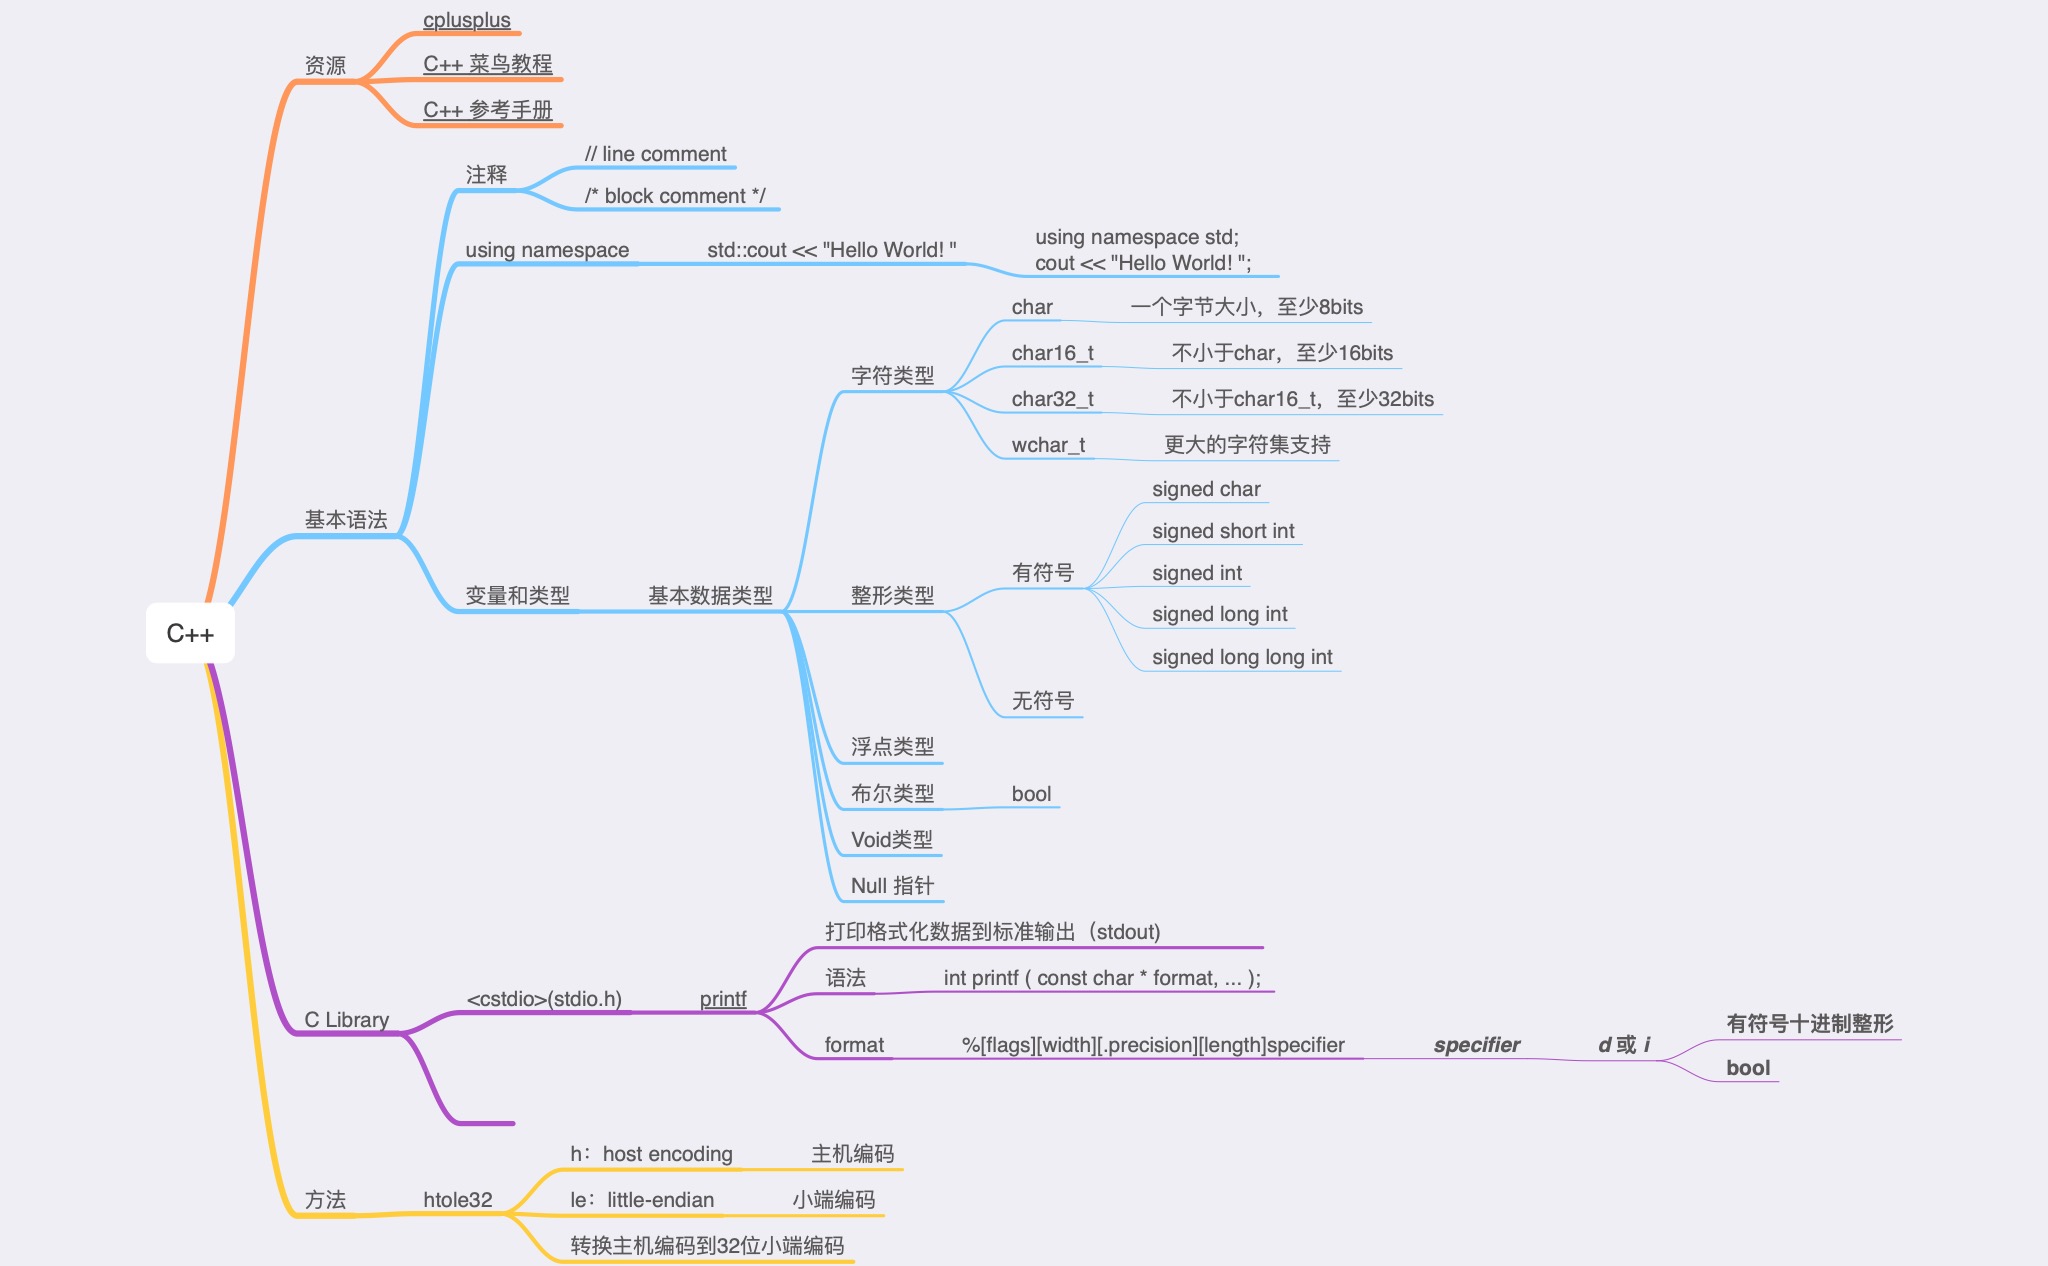 cplusplus
资源
C++ 菜鸟教程
C++ 参考手册
// line comment
注释
/* block comment */
using namespace
std::cout << "Hello World! "
using namespace std;
cout << "Hello World! ";
char
一个字节大小，至少8bits
char16_t
不小于char，至少16bits
字符类型
char32_t
不小于char16_t，至少32bits
wchar_t
更大的字符集支持
signed char
基本语法
signed short int
有符号
signed int
变量和类型
基本数据类型
整形类型
signed long int
C++
signed long long int
无符号
浮点类型
布尔类型
bool
Void类型
Null 指针
打印格式化数据到标准输出（stdout)
语法
int printf ( const char * format, ... );
<cstdio>(stdio.h)
printf
C Library
format
%[flags][width][.precision][length]specifier
specifier
d 或 i
有符号十进制整形
bool
h：host encoding
主机编码
方法
htole32
le：little-endian
小端编码
转换主机编码到32位小端编码